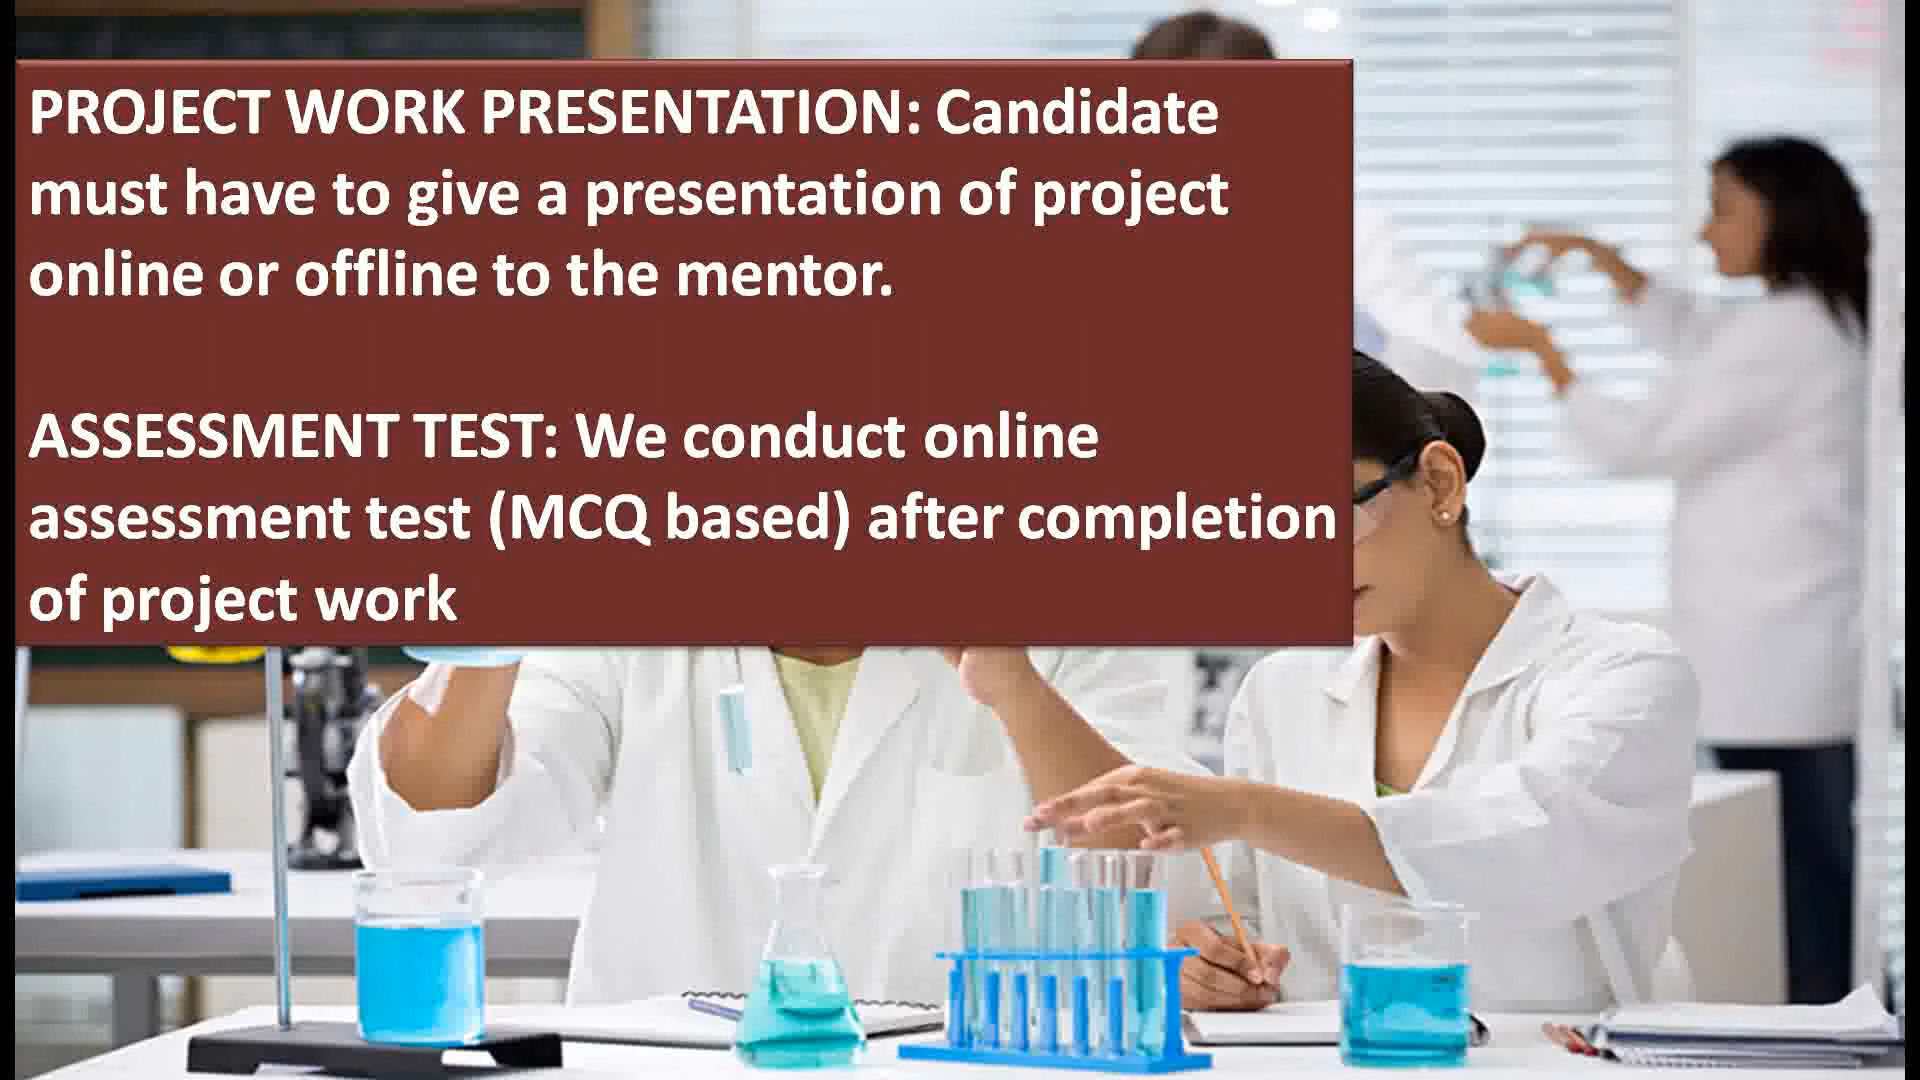 PROJECT WORK PRESENTATION: Candidate
must have to give a presentation of project
online or offline to the mentor.
ASSESSMENT TEST: We conduct online
assessment test (MCQ based) after completion
of project work